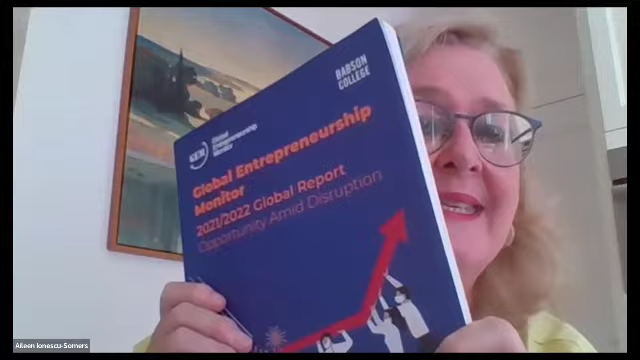 BABSON
COLLEGE
GEM
Global
Entrepreneurship
Monitor
Global Entrepreneurship
Monitor
2021/2022 Global Report
Opportunity Amid Disruption
Aileen Ionescu-Somers